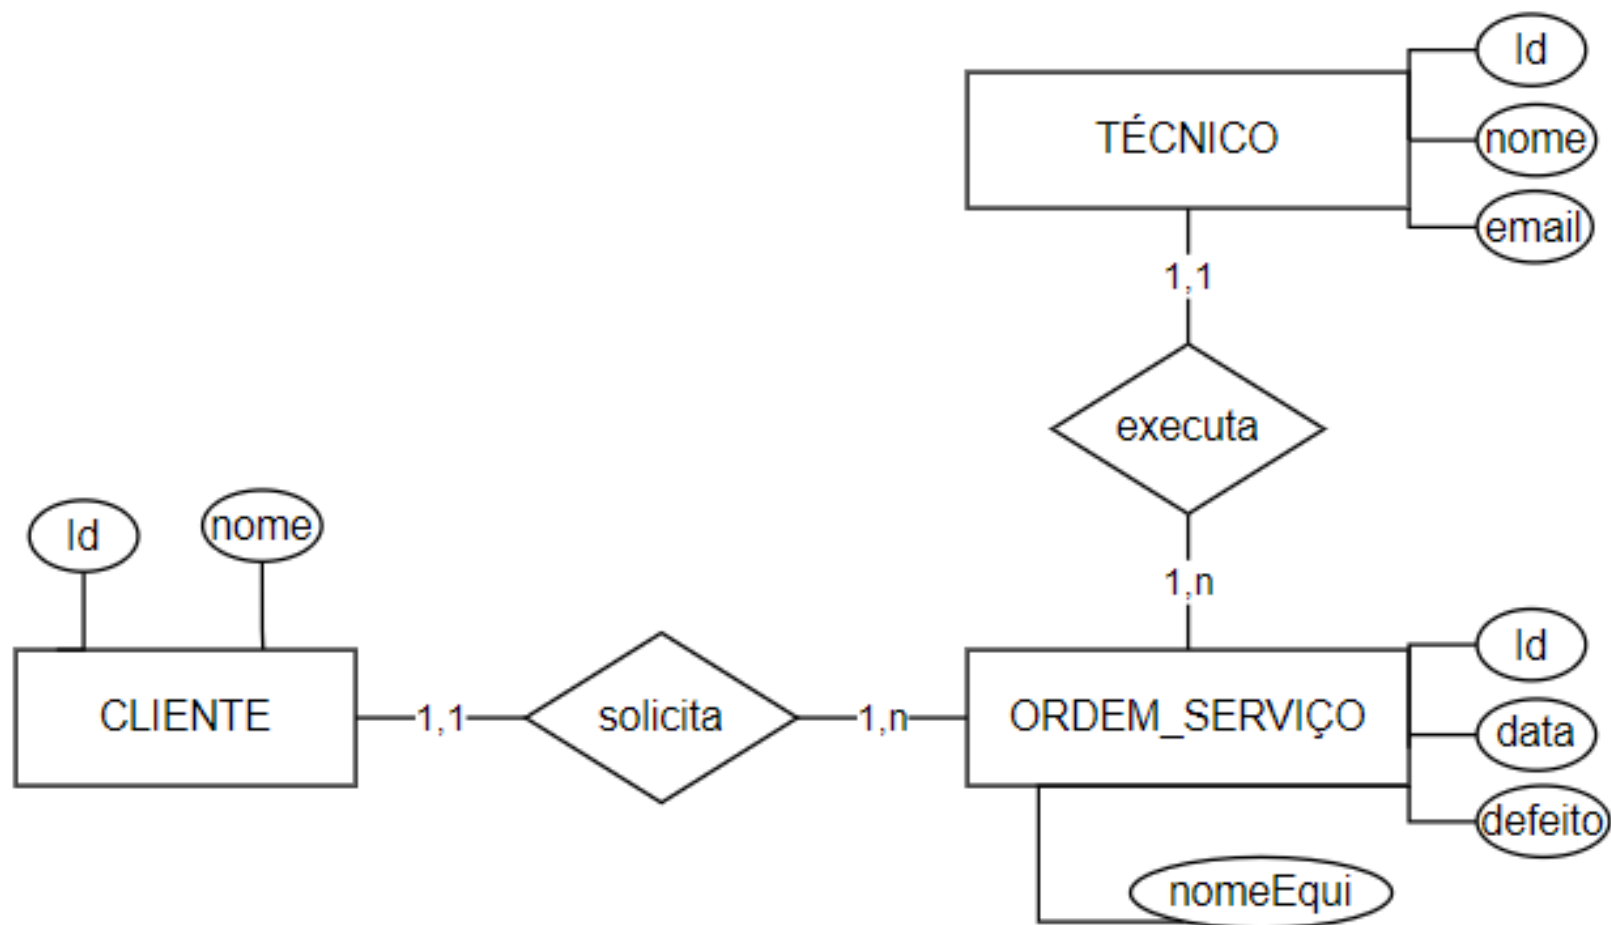 Id
TÉCNICO
nome
email
1,1
executa
Id
nome
1,n
Id
CLIENTE
1,1
solicita
1,n
ORDEM_SERVIÇO
data
defeito
nomeEqui